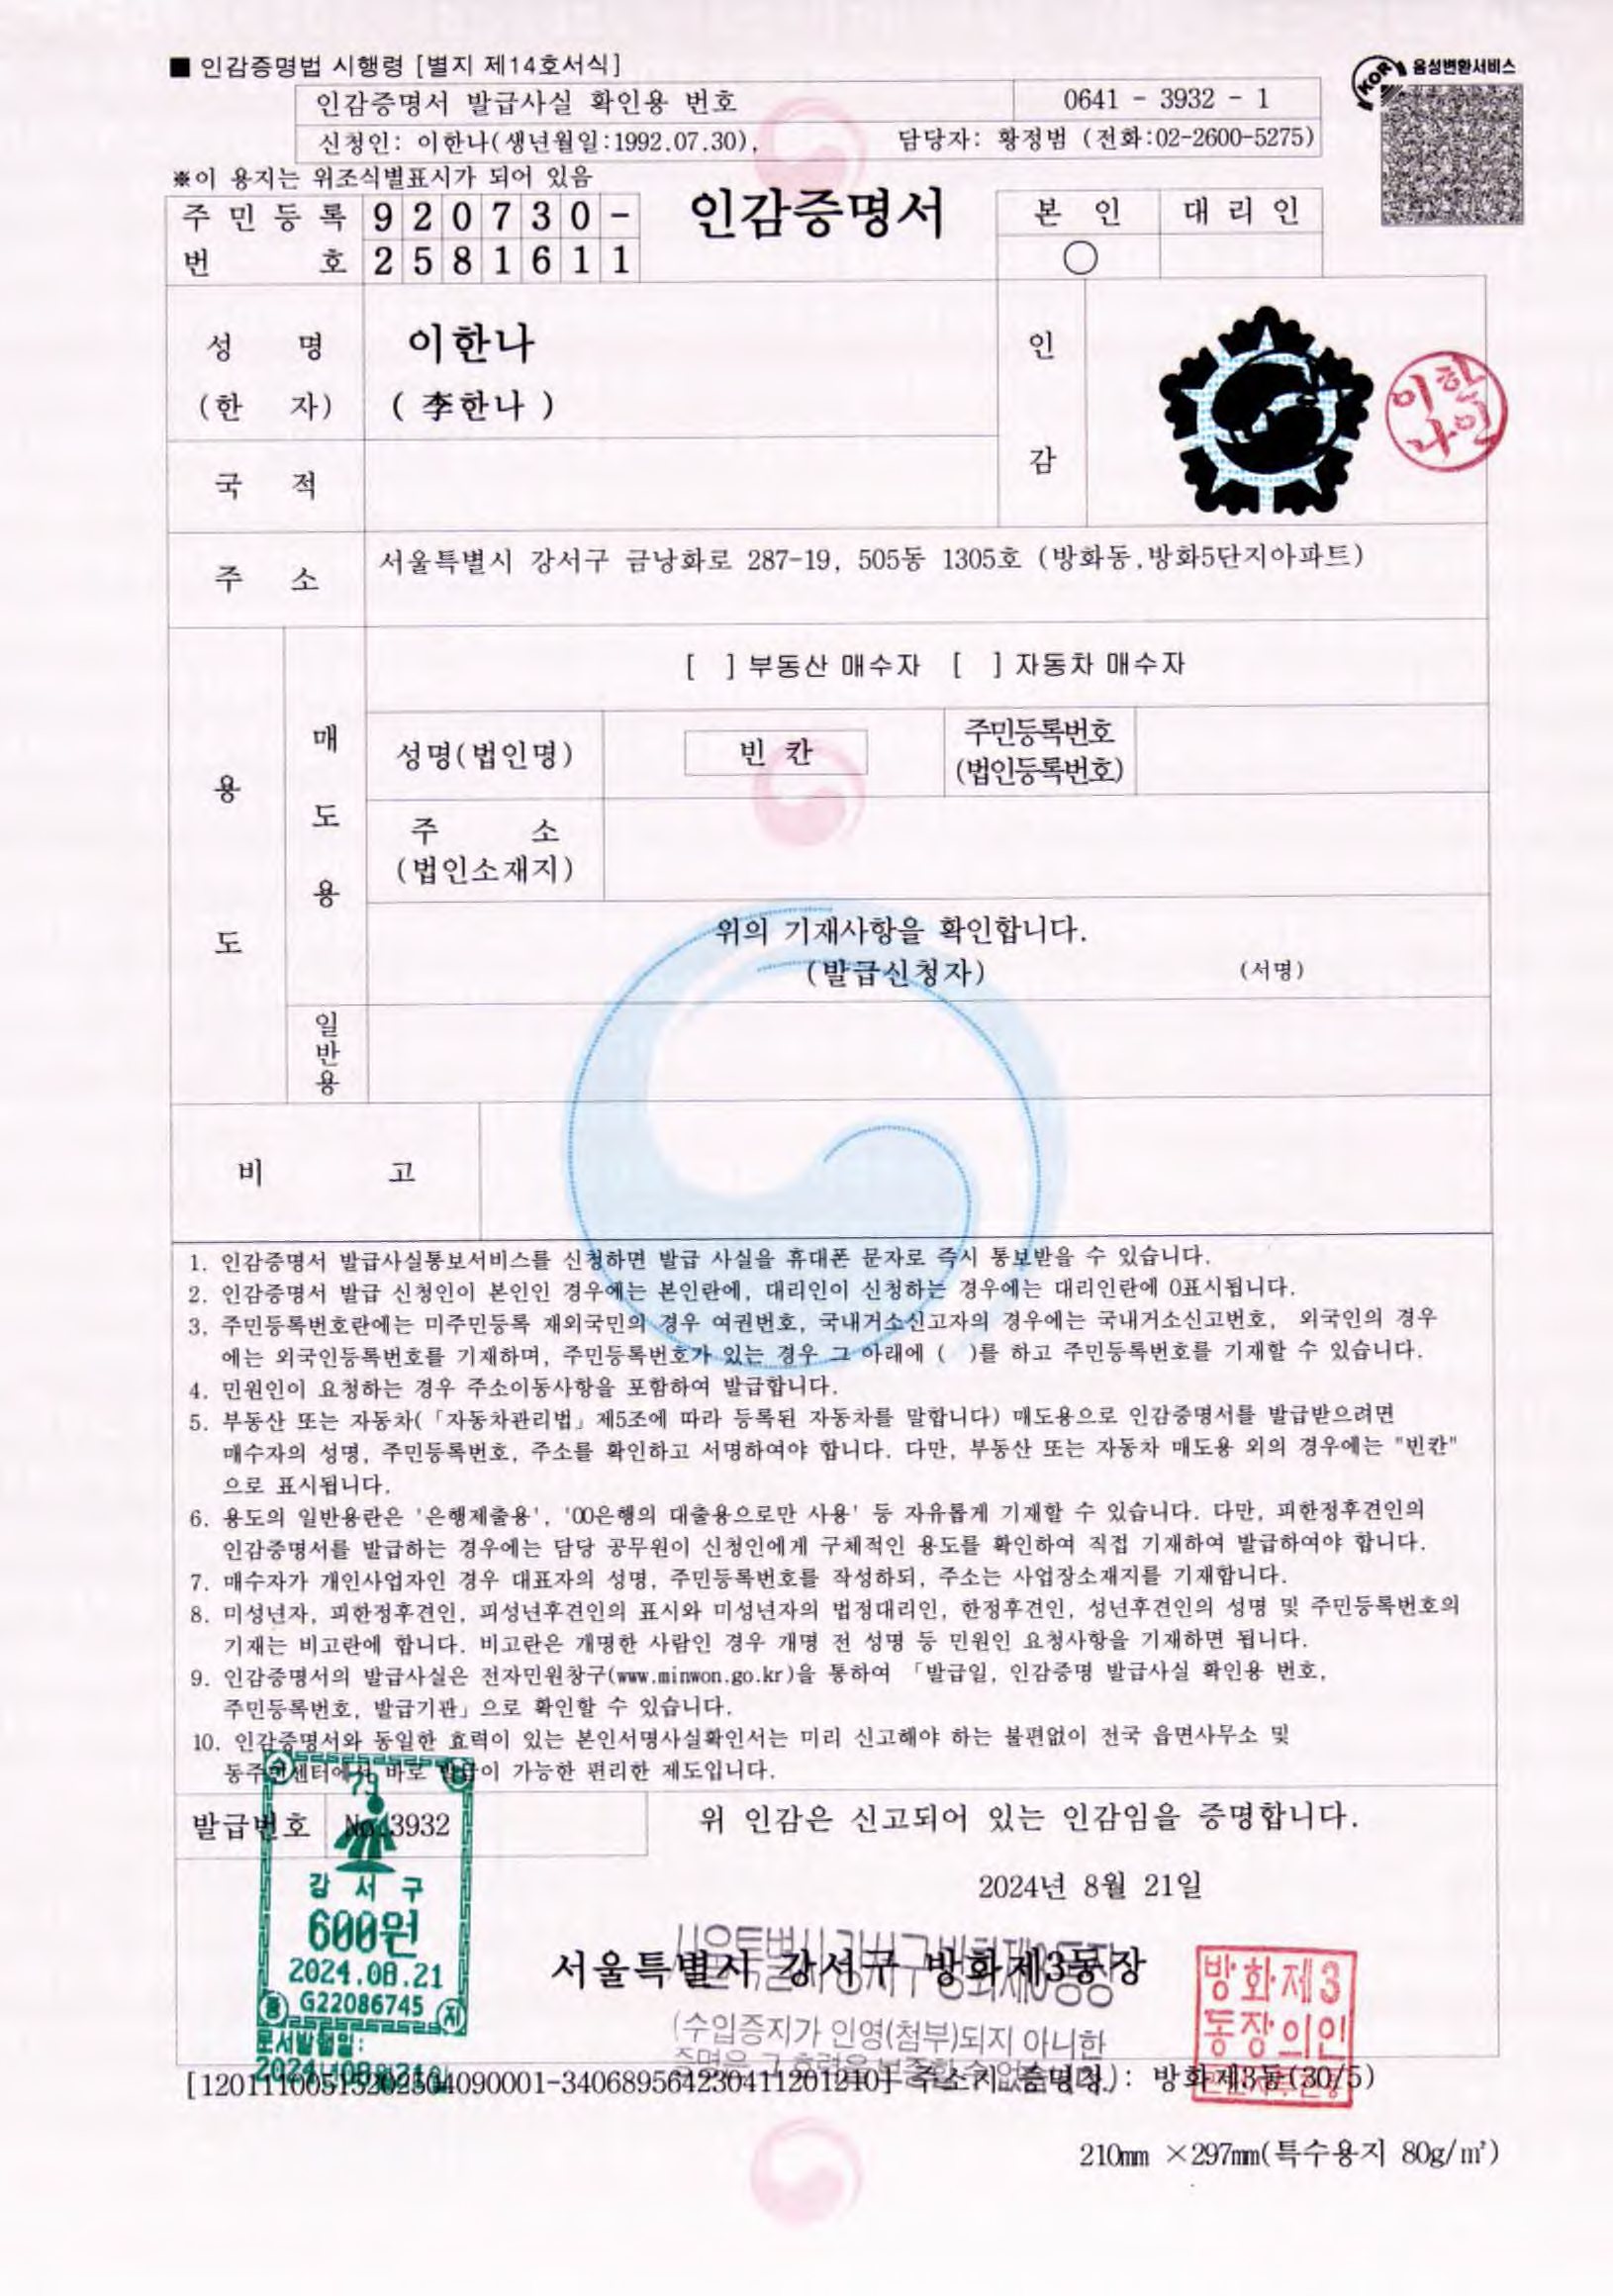 ■ 인감증명법 시행령 [별지 제14호서식]
음성변환서비스
KOR
인감증명서 발급사실 확인용 번호 0641 - 3932 - 1
신청인: 이한나(생년월일:1992.07.30), 담당자: 황정범 (전화:02-2600-5275)
※이 용지는 위조식별표시가 되어 있음
주민등록 920730-
번호 2581611
인감증명서
본인 대리인
○
성명 이한나
(한자) (李한나)
인감
이한
나인
국적
주소 서울특별시 강서구 금낭화로 287-19, 505동 1305호 (방화동,방화5단지아파트)
용도
매도용
[ ] 부동산 매수자 [ ] 자동차 매수자
성명(법인명) 빈 칸 주민등록번호
(법인등록번호)
주소
(법인소재지)
위의 기재사항을 확인합니다.
(발급신청자) (서명)
일반용
비고
1. 인감증명서 발급사실통보서비스를 신청하면 발급 사실을 휴대폰 문자로 즉시 통보받을 수 있습니다.
2. 인감증명서 발급 신청인이 본인인 경우에는 본인란에, 대리인이 신청하는 경우에는 대리인란에 0표시됩니다.
3. 주민등록번호란에는 미주민등록 재외국민의 경우 여권번호, 국내거소신고자의 경우에는 국내거소신고번호, 외국인의 경우
에는 외국인등록번호를 기재하며, 주민등록번호가 있는 경우 그 아래에 ( )를 하고 주민등록번호를 기재할 수 있습니다.
4. 민원인이 요청하는 경우 주소이동사항을 포함하여 발급합니다.
5. 부동산 또는 자동차(「자동차관리법」제5조에 따라 등록된 자동차를 말합니다) 매도용으로 인감증명서를 발급받으려면
매수자의 성명, 주민등록번호, 주소를 확인하고 서명하여야 합니다. 다만, 부동산 또는 자동차 매도용 외의 경우에는 "빈칸"
으로 표시됩니다.
6. 용도의 일반용란은 '은행제출용', '00은행의 대출용으로만 사용' 등 자유롭게 기재할 수 있습니다. 다만, 피한정후견인의
인감증명서를 발급하는 경우에는 담당 공무원이 신청인에게 구체적인 용도를 확인하여 직접 기재하여 발급하여야 합니다.
7. 매수자가 개인사업자인 경우 대표자의 성명, 주민등록번호를 작성하되, 주소는 사업장소재지를 기재합니다.
8. 미성년자, 피한정후견인, 피성년후견인의 표시와 미성년자의 법정대리인, 한정후견인, 성년후견인의 성명 및 주민등록번호의
기재는 비고란에 합니다. 비고란은 개명한 사람인 경우 개명 전 성명 등 민원인 요청사항을 기재하면 됩니다.
9. 인감증명서의 발급사실은 전자민원창구(www.minwon.go.kr)을 통하여 「발급일, 인감증명 발급사실 확인용 번호,
주민등록번호, 발급기관」으로 확인할 수 있습니다.
10. 인감증명서와 동일한 효력이 있는 본인서명사실확인서는 미리 신고해야 하는 불편없이 전국 읍면사무소 및
동주민센터에서 바로 발급이 가능한 편리한 제도입니다.
발급번호 No.3932
위 인감은 신고되어 있는 인감임을 증명합니다.
2024년 8월 21일
강서구
600원
2024.08.21
G22086745
문서발행일:
서울특별시 강서구 방화제3동장
(수입증지가 인영(첨부)되지 아니한
방화제3
동장의인
주소지 증명청: 방화제3동(30/5)
210mm ×297mm(특수용지 80g/㎡)